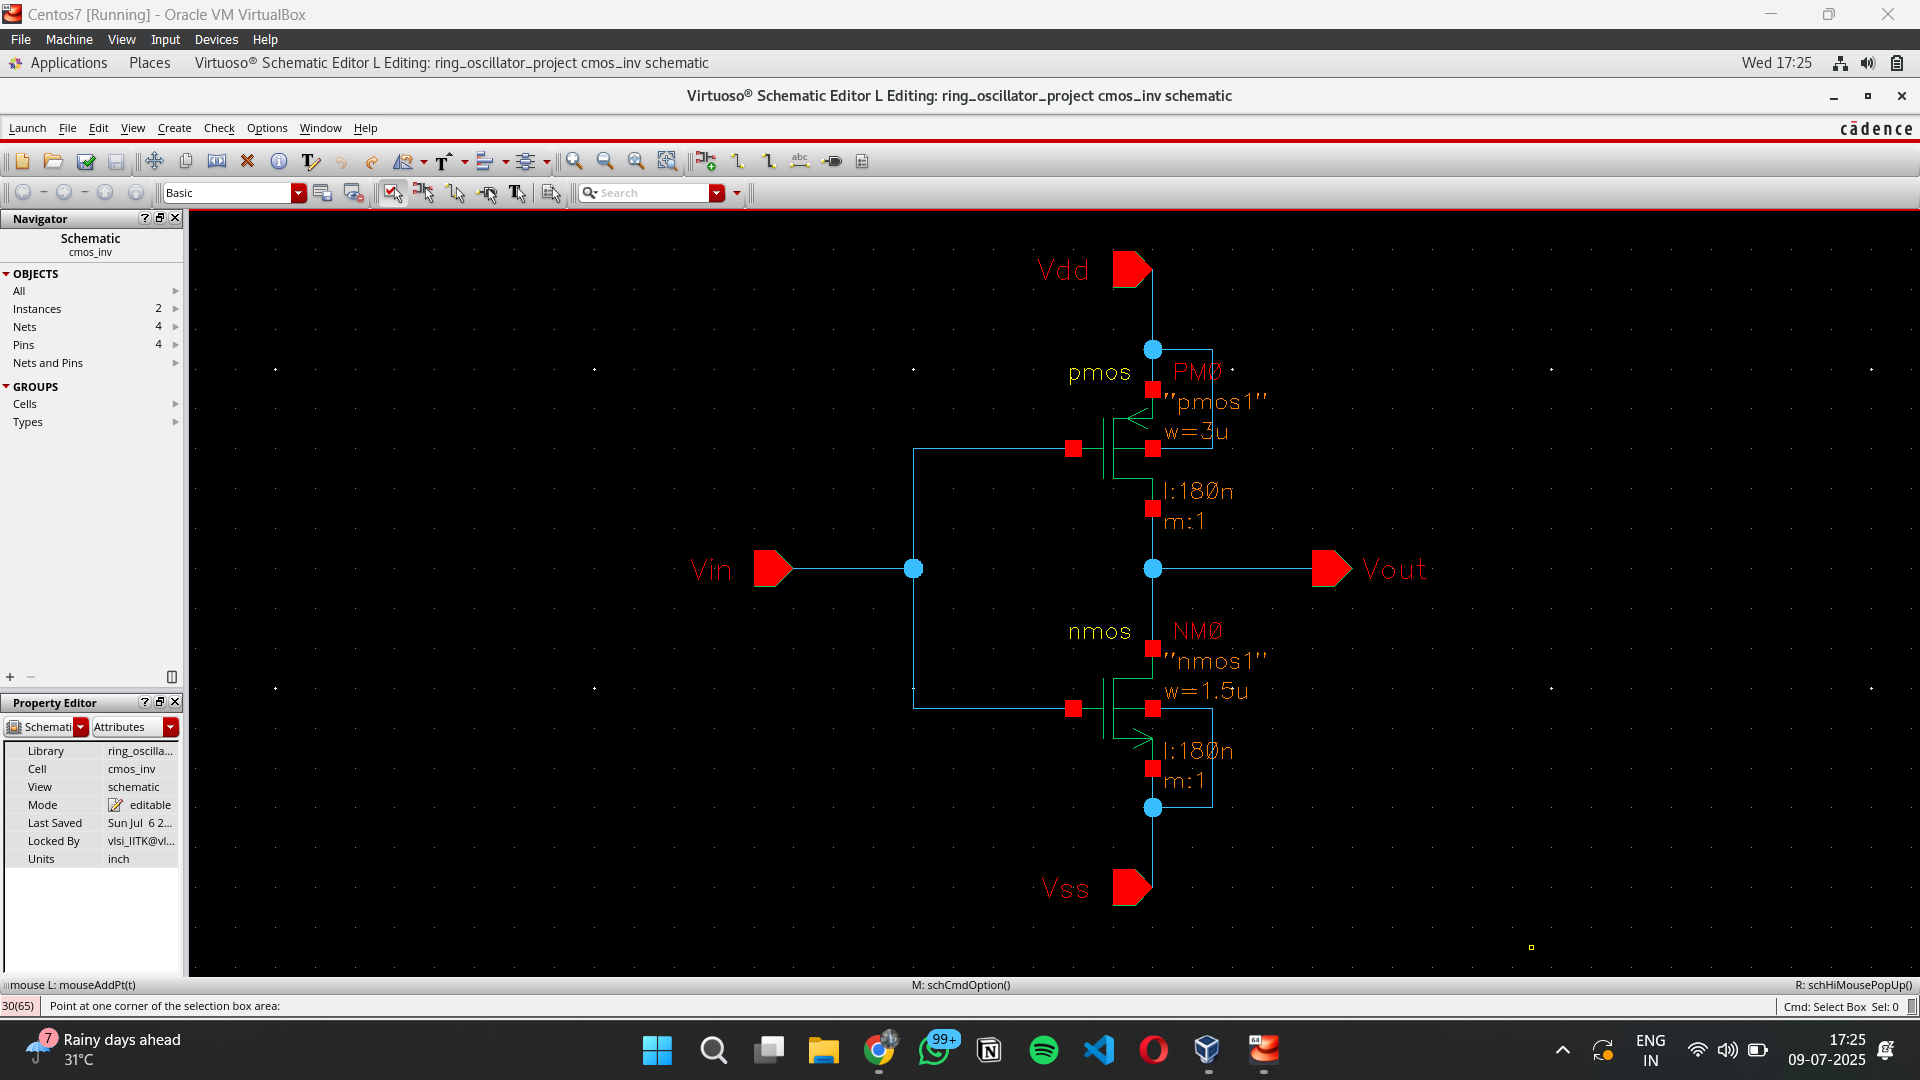 Centos7 [Running] - Oracle VM VirtualBox
File Machine View Input Devices Help
Applications Places Virtuoso® Schematic Editor L Editing: ring_oscillator_project cmos_inv schematic Wed 17:25
Virtuoso® Schematic Editor L Editing: ring_oscillator_project cmos_inv schematic
Launch File Edit View Create Check Options Window Help cādence
abc
Basic Search
Navigator
Schematic
cmos_inv
OBJECTS
All
Instances 2
Nets 4
Pins 4
Nets and Pins
GROUPS
Cells
Types
Property Editor
Schemati Attributes
Library ring_oscilla...
Cell cmos_inv
View schematic
Mode editable
Last Saved Sun Jul 6 2...
Locked By vlsi_IITK@vl...
Units inch
Vdd
pmos PM0
"pmos1"
w=3u
l:180n
m:1
Vin Vout
nmos NM0
"nmos1"
w=1.5u
l:180n
m:1
Vss
mouse L: mouseAddPt(t) M: schCmdOption() R: schHiMousePopUp()
30(65) Point at one corner of the selection box area: Cmd: Select Box Sel: 0
7 Rainy days ahead
31°C
99+
64
ENG
IN
17:25
09-07-2025